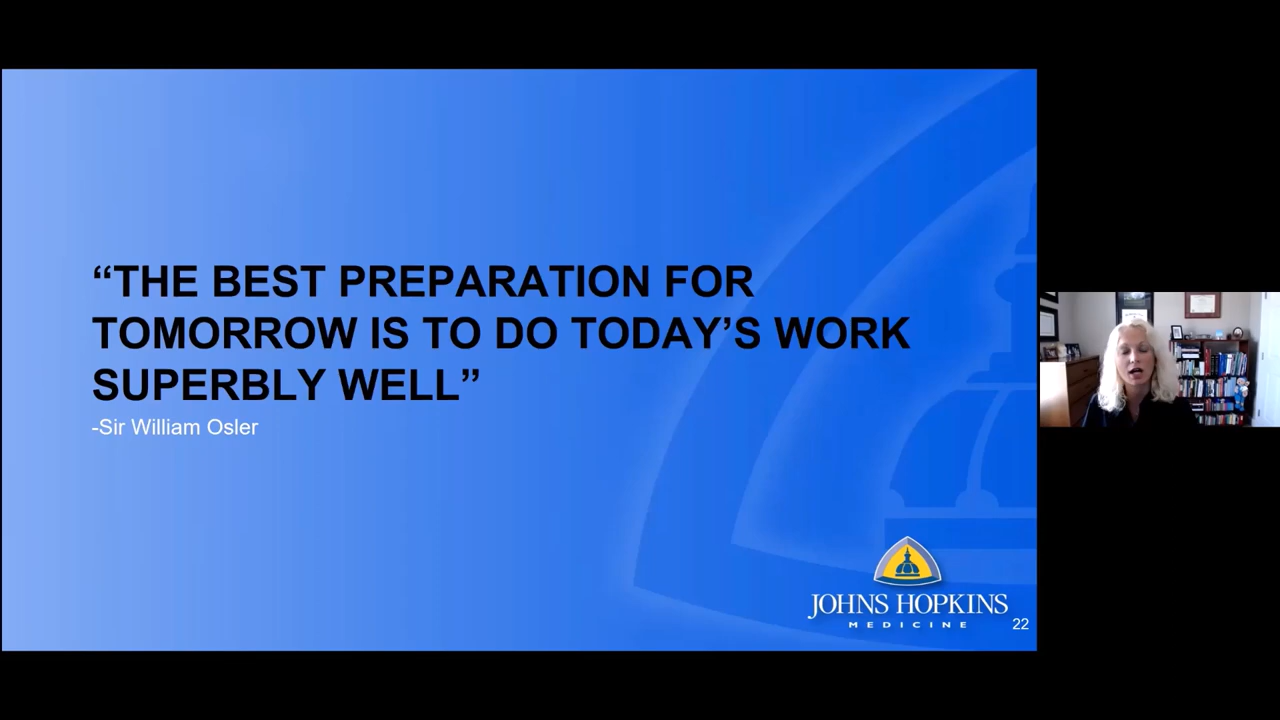 “THE BEST PREPARATION FOR
TOMORROW IS TO DO TODAY’S WORK
SUPERBLY WELL”
-Sir William Osler
JOHNS HOPKINS
MEDICINE
22